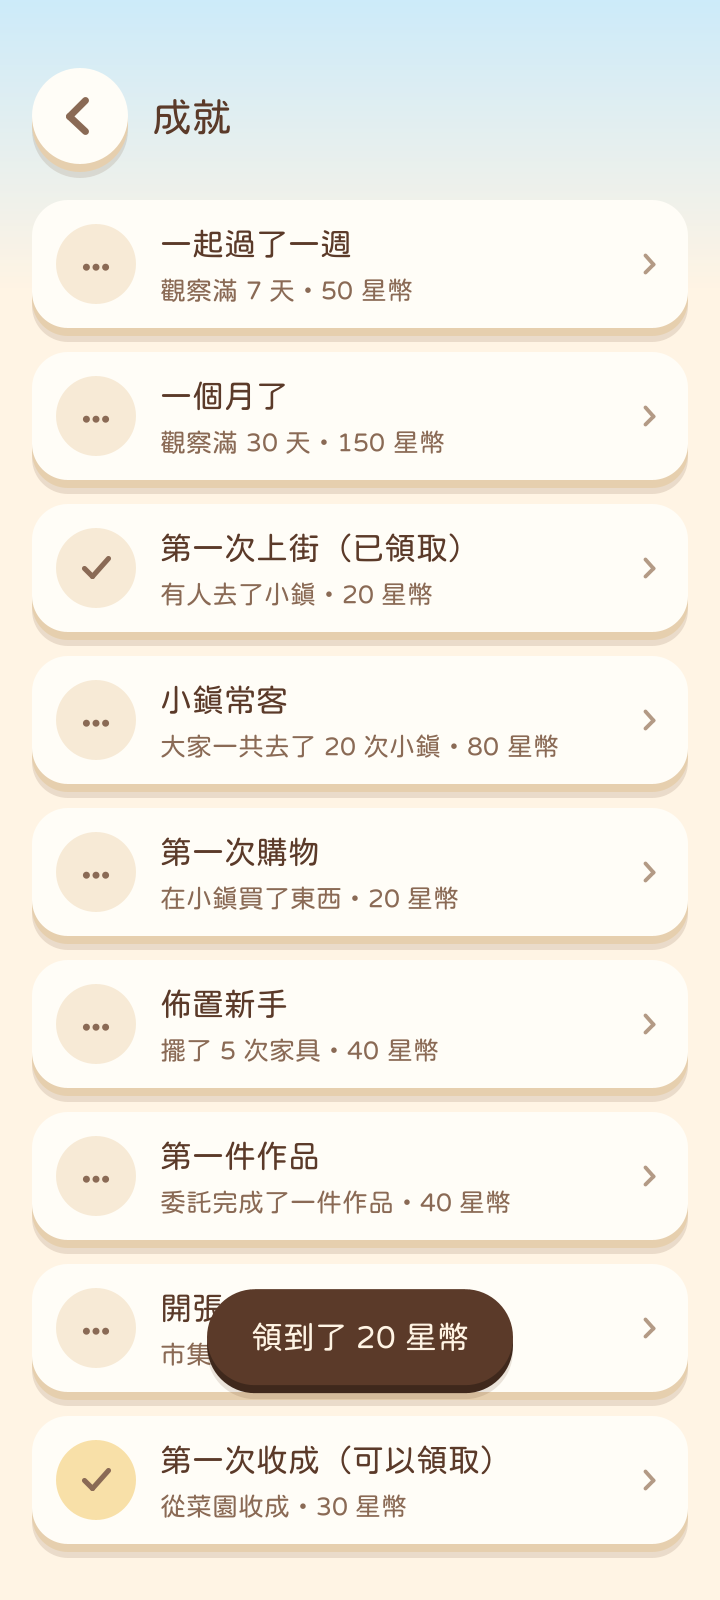 成就
一起過了一週
觀察滿 7 天・50 星幣
一個月了
觀察滿 30 天・150 星幣
第一次上街（已領取）
有人去了小鎮・20 星幣
小鎮常客
大家一共去了 20 次小鎮・80 星幣
第一次購物
在小鎮買了東西・20 星幣
佈置新手
擺了 5 次家具・40 星幣
第一件作品
委託完成了一件作品・40 星幣
開張
市集
領到了 20 星幣
第一次收成（可以領取）
從菜園收成・30 星幣